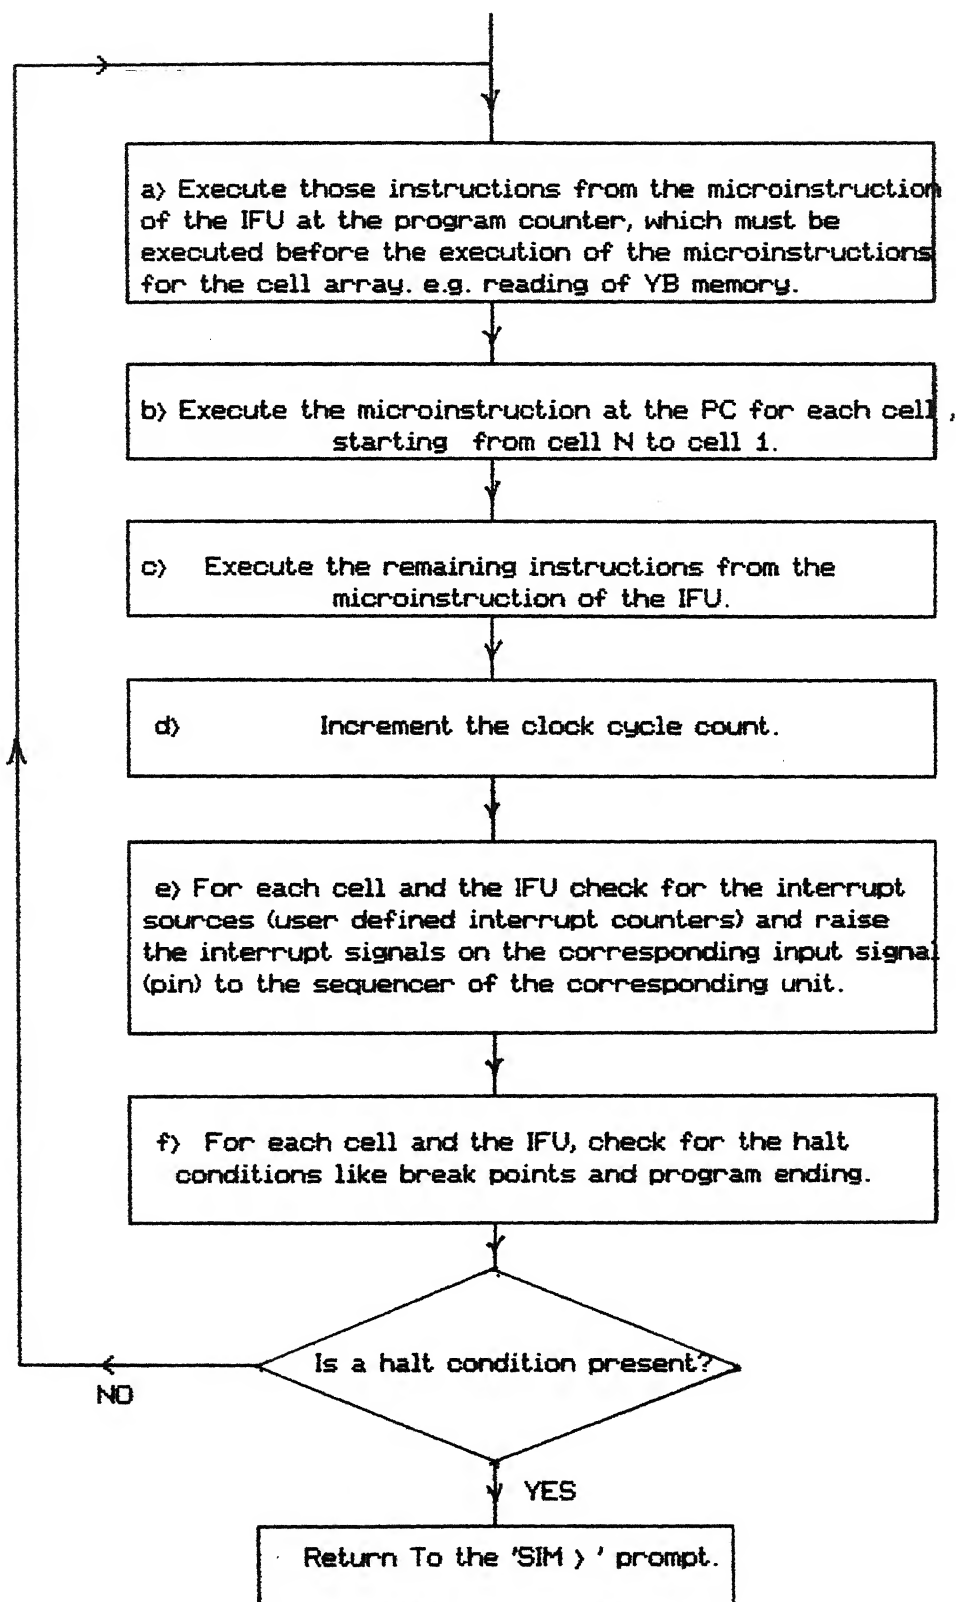 a) Execute those instructions from the microinstruction
of the IFU at the program counter, which must be
executed before the execution of the microinstructions
for the cell array. e.g. reading of YB memory.
b) Execute the microinstruction at the PC for each cell ,
starting from cell N to cell 1.
c) Execute the remaining instructions from the
microinstruction of the IFU.
d) Increment the clock cycle count.
e) For each cell and the IFU check for the interrupt
sources (user defined interrupt counters) and raise
the interrupt signals on the corresponding input signal
(pin) to the sequencer of the corresponding unit.
f) For each cell and the IFU, check for the halt
conditions like break points and program ending.
Is a halt condition present?
NO
YES
Return To the 'SIM > ' prompt.